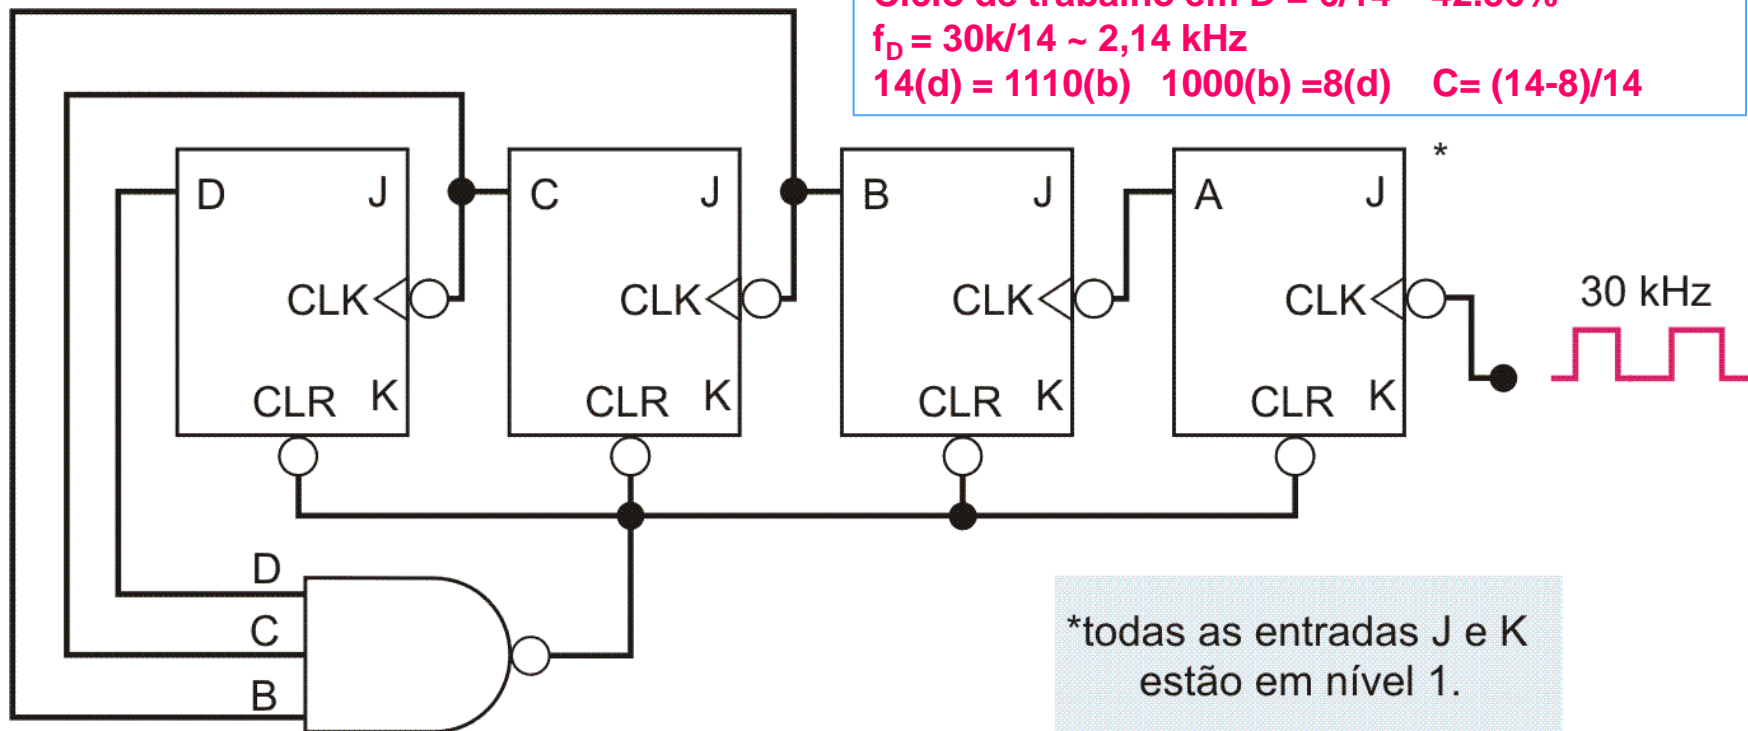 f_D = 30k/14 ~ 2,14 kHz
14(d) = 1110(b) 1000(b) =8(d) C= (14-8)/14
*
D J
C J
B J
A J
CLK
CLK
CLK
CLK
30 kHz
CLR K
CLR K
CLR K
CLR K
D
C
B
*todas as entradas J e K
estão em nível 1.